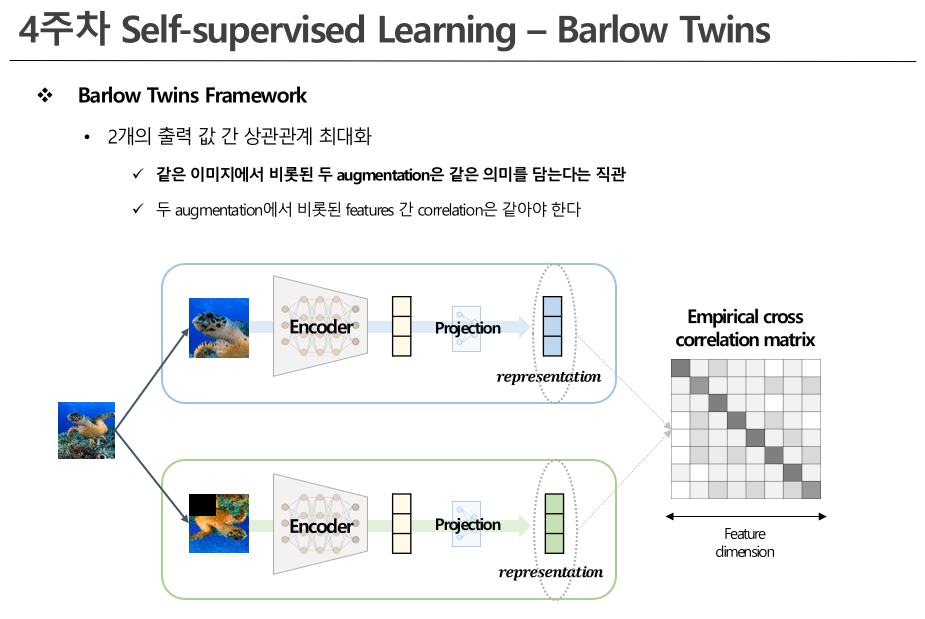 4주차 Self-supervised Learning – Barlow Twins
❖ Barlow Twins Framework
• 2개의 출력 값 간 상관관계 최대화
✓ 같은 이미지에서 비롯된 두 augmentation은 같은 의미를 담는다는 직관
✓ 두 augmentation에서 비롯된 features 간 correlation은 같아야 한다
Encoder
Projection
representation
Empirical cross
correlation matrix
Encoder
Projection
representation
Feature
dimension